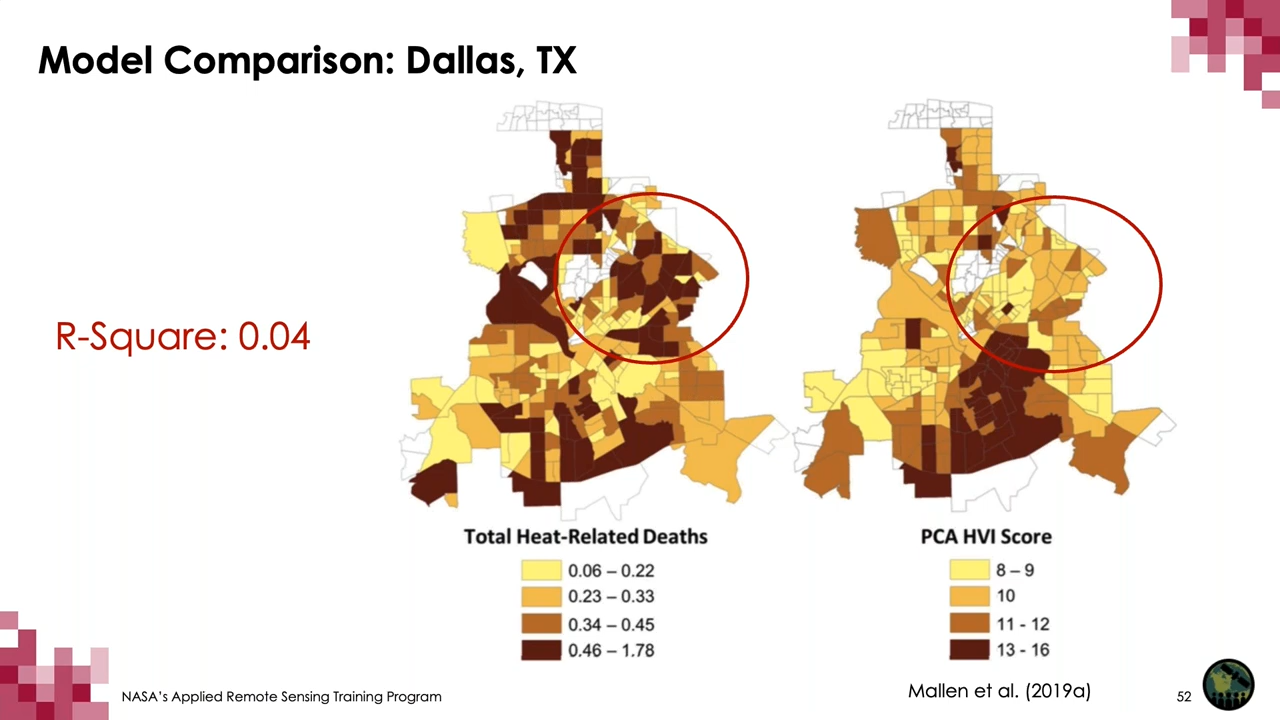 Model Comparison: Dallas, TX
R-Square: 0.04
Total Heat-Related Deaths
0.06 – 0.22
0.23 – 0.33
0.34 – 0.45
0.46 – 1.78
PCA HVI Score
8 – 9
10
11 - 12
13 - 16
Mallen et al. (2019a)
NASA's Applied Remote Sensing Training Program
52